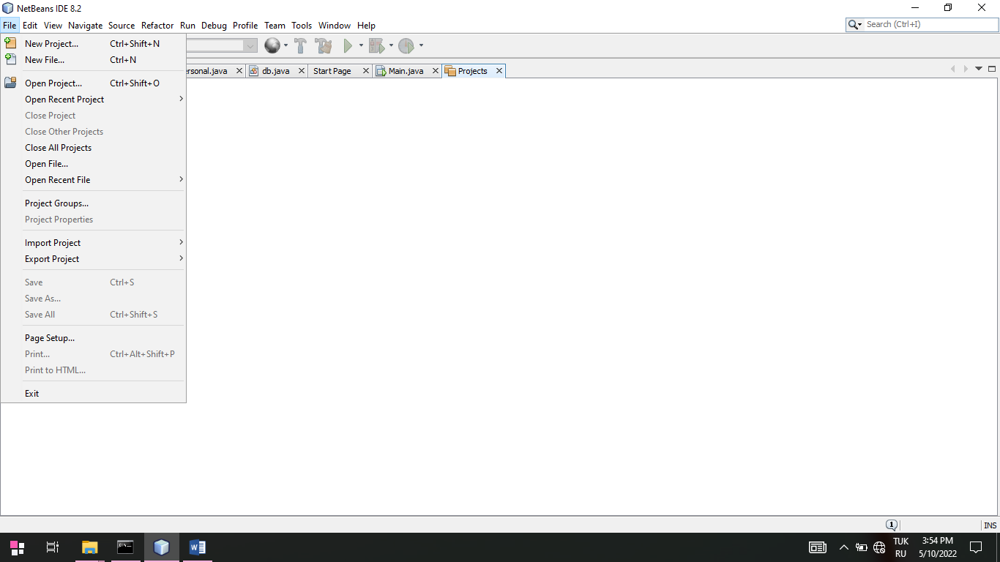 NetBeans IDE 8.2
File Edit View Navigate Source Refactor Run Debug Profile Team Tools Window Help
Search (Ctrl+I)
ersonal.java db.java Start Page Main.java Projects
New Project... Ctrl+Shift+N
New File... Ctrl+N
Open Project... Ctrl+Shift+O
Open Recent Project
Close Project
Close Other Projects
Close All Projects
Open File...
Open Recent File
Project Groups...
Project Properties
Import Project
Export Project
Save Ctrl+S
Save As...
Save All Ctrl+Shift+S
Page Setup...
Print... Ctrl+Alt+Shift+P
Print to HTML...
Exit
1 INS
TUK 3:54 PM
RU 5/10/2022